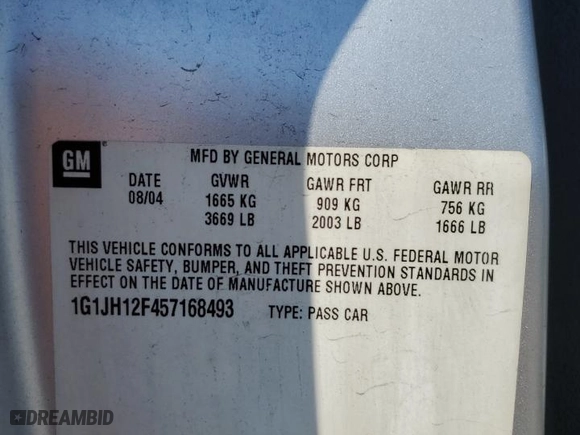 GM
MFD BY GENERAL MOTORS CORP
DATE GVWR GAWR FRT GAWR RR
08/04 1665 KG 909 KG 756 KG
3669 LB 2003 LB 1666 LB
THIS VEHICLE CONFORMS TO ALL APPLICABLE U.S. FEDERAL MOTOR
VEHICLE SAFETY, BUMPER, AND THEFT PREVENTION STANDARDS IN
EFFECT ON THE DATE OF MANUFACTURE SHOWN ABOVE.
1G1JH12F457168493 TYPE: PASS CAR
DREAMBID